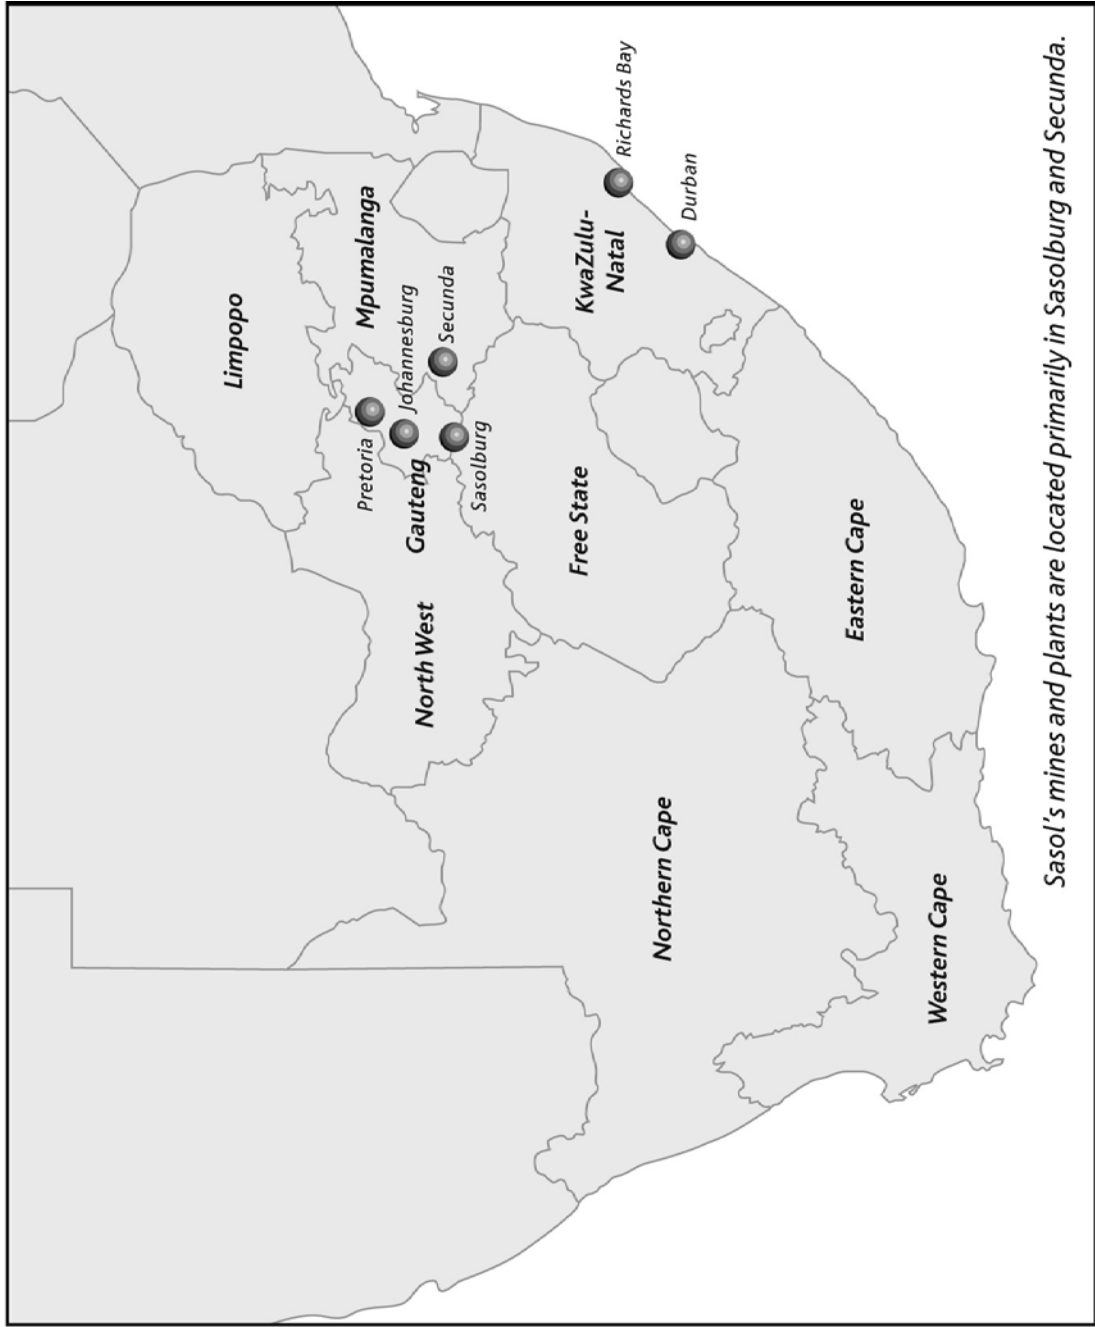 Limpopo
Mpumalanga
Pretoria
Johannesburg
Gauteng
Secunda
Sasolburg
North West
Free State
KwaZulu-
Natal
Richards Bay
Durban
Northern Cape
Eastern Cape
Western Cape
Sasol's mines and plants are located primarily in Sasolburg and Secunda.